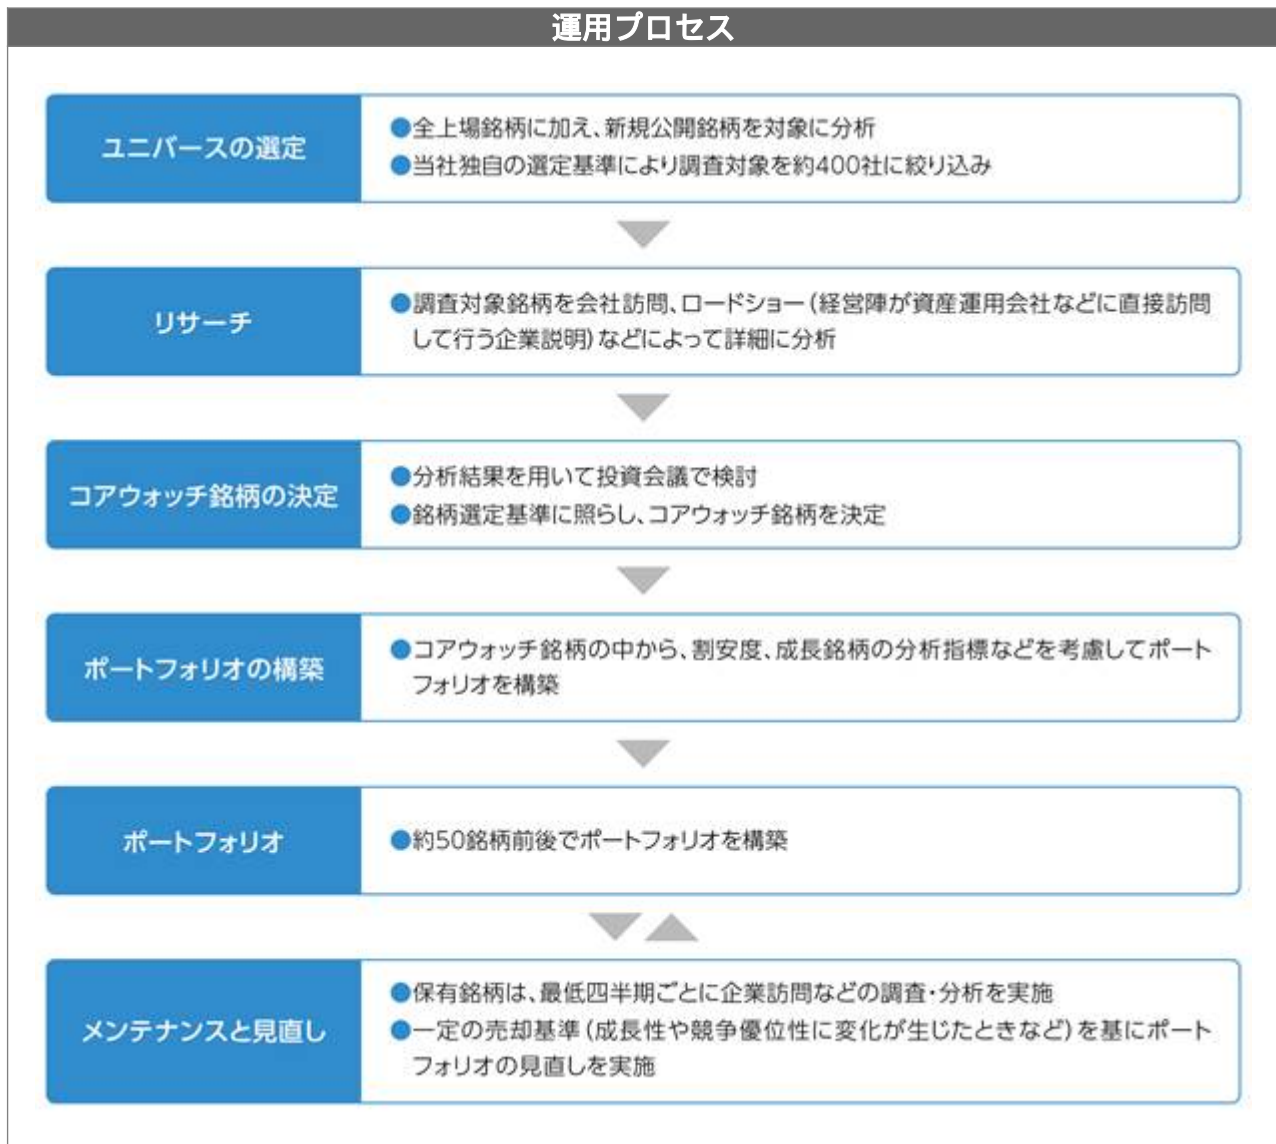 運用プロセス
ユニバースの選定
●全上場銘柄に加え、新規公開銘柄を対象に分析
●当社独自の選定基準により調査対象を約400社に絞り込み
リサーチ
●調査対象銘柄を会社訪問、ロードショー(経営陣が資産運用会社などに直接訪問
して行う企業説明)などによって詳細に分析
コアウォッチ銘柄の決定
●分析結果を用いて投資会議で検討
●銘柄選定基準に照らし、コアウォッチ銘柄を決定
ポートフォリオの構築
●コアウォッチ銘柄の中から、割安度、成長銘柄の分析指標などを考慮してポート
フォリオを構築
ポートフォリオ
●約50銘柄前後でポートフォリオを構築
メンテナンスと見直し
●保有銘柄は、最低四半期ごとに企業訪問などの調査・分析を実施
●一定の売却基準(成長性や競争優位性に変化が生じたときなど)を基にポート
フォリオの見直しを実施